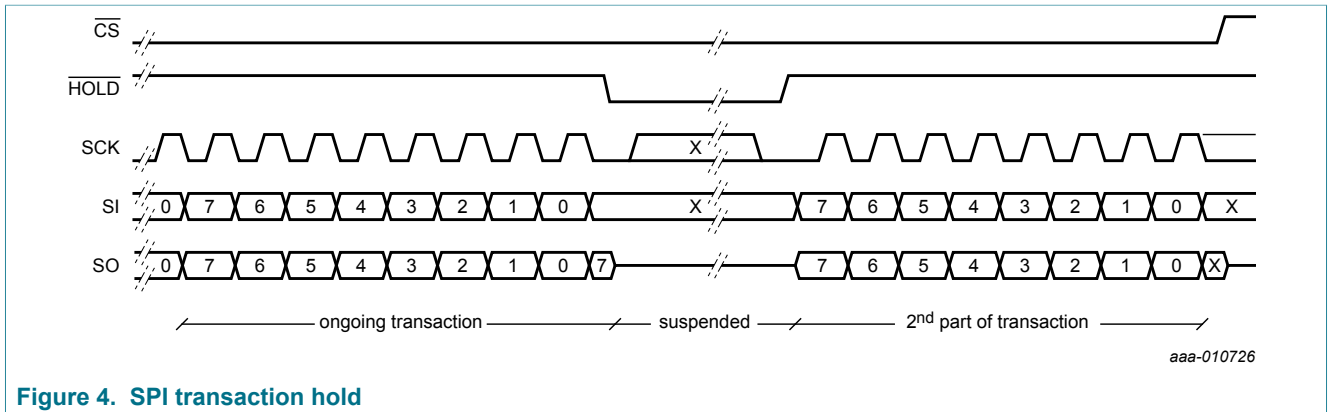 CS
HOLD
SCK X
SI 0 7 6 5 4 3 2 1 0 X 7 6 5 4 3 2 1 0 X
SO 0 7 6 5 4 3 2 1 0 7 7 6 5 4 3 2 1 0 X
ongoing transaction suspended 2nd part of transaction
aaa-010726
Figure 4. SPI transaction hold